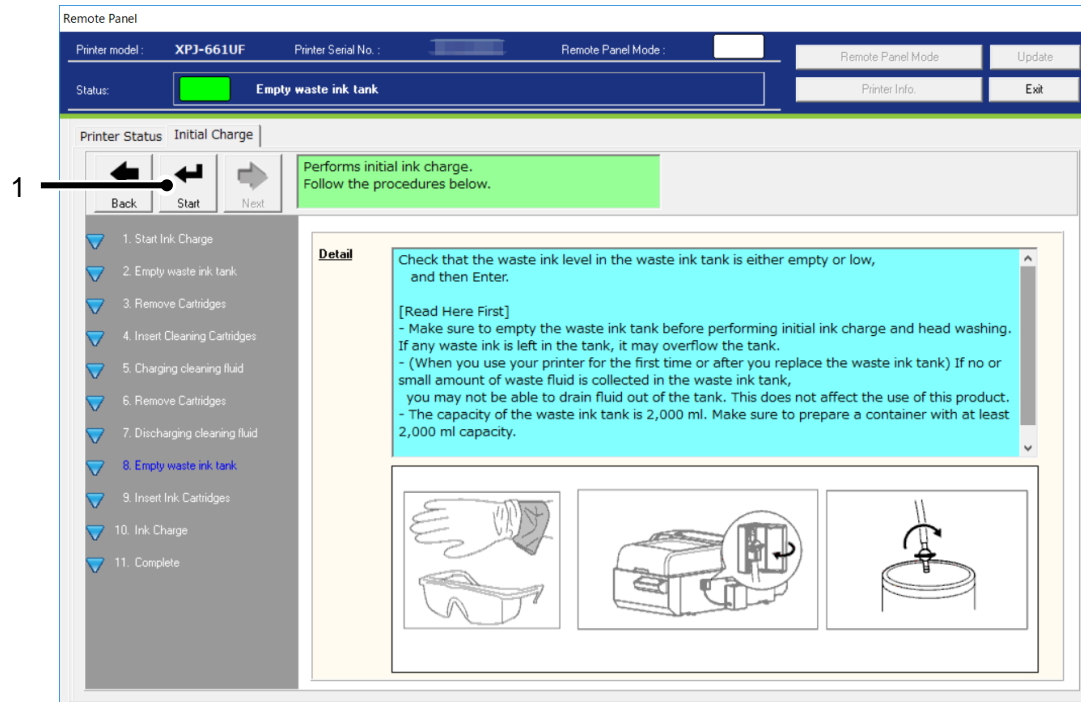 Remote Panel
Printer model : XPJ-661UF Printer Serial No. : Remote Panel Mode : Remote Panel Mode Update
Status: Empty waste ink tank Printer Info. Exit
Printer Status Initial Charge
1
Back Start Next
Performs initial ink charge.
Follow the procedures below.
1. Start Ink Charge
2. Empty waste ink tank
3. Remove Cartridges
4. Insert Cleaning Cartridges
5. Charging cleaning fluid
6. Remove Cartridges
7. Discharging cleaning fluid
8. Empty waste ink tank
9. Insert Ink Cartridges
10. Ink Charge
11. Complete
Detail
Check that the waste ink level in the waste ink tank is either empty or low,
and then Enter.
[Read Here First]
- Make sure to empty the waste ink tank before performing initial ink charge and head washing.
If any waste ink is left in the tank, it may overflow the tank.
- (When you use your printer for the first time or after you replace the waste ink tank) If no or
small amount of waste fluid is collected in the waste ink tank,
you may not be able to drain fluid out of the tank. This does not affect the use of this product.
- The capacity of the waste ink tank is 2,000 ml. Make sure to prepare a container with at least
2,000 ml capacity.